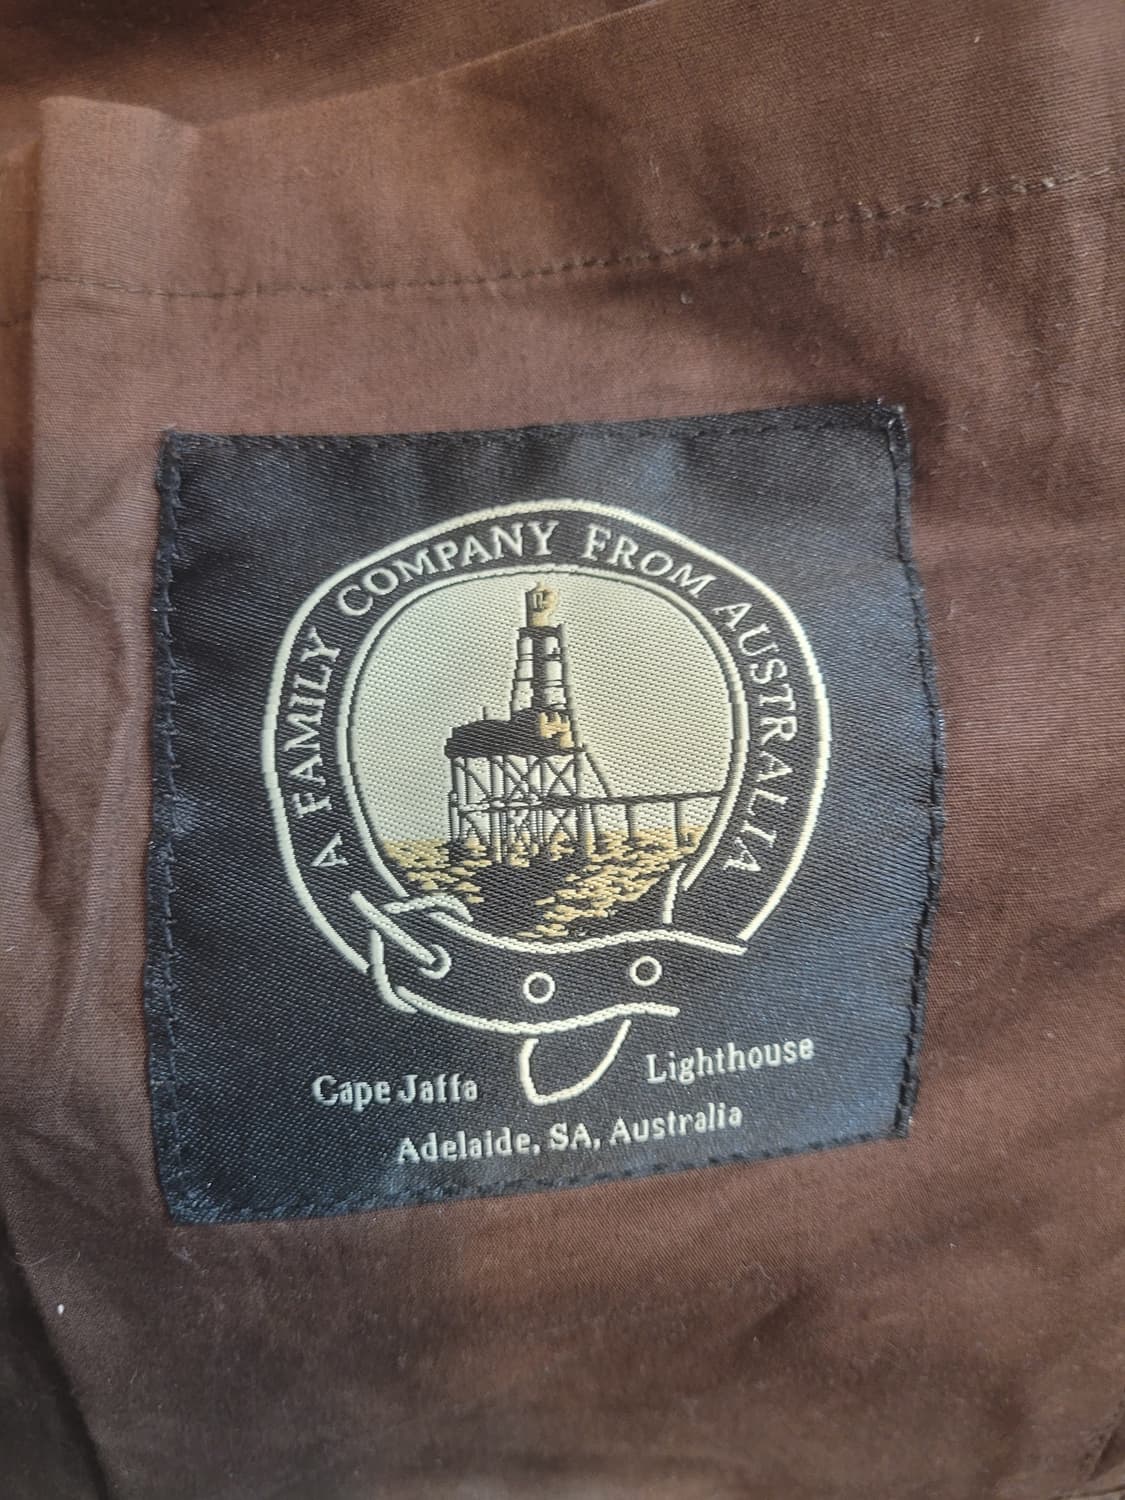 A FAMILY COMPANY FROM AUSTRALIA
Cape Jaffa Lighthouse
Adelaide, SA, Australia